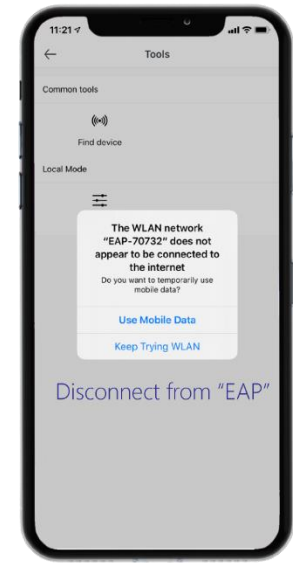 11:21
Tools
Common tools
Find device
Local Mode
The WLAN network
"EAP-70732" does not
appear to be connected to
the internet
Do you want to temporarily use
mobile data?
Use Mobile Data
Keep Trying WLAN
Disconnect from "EAP"